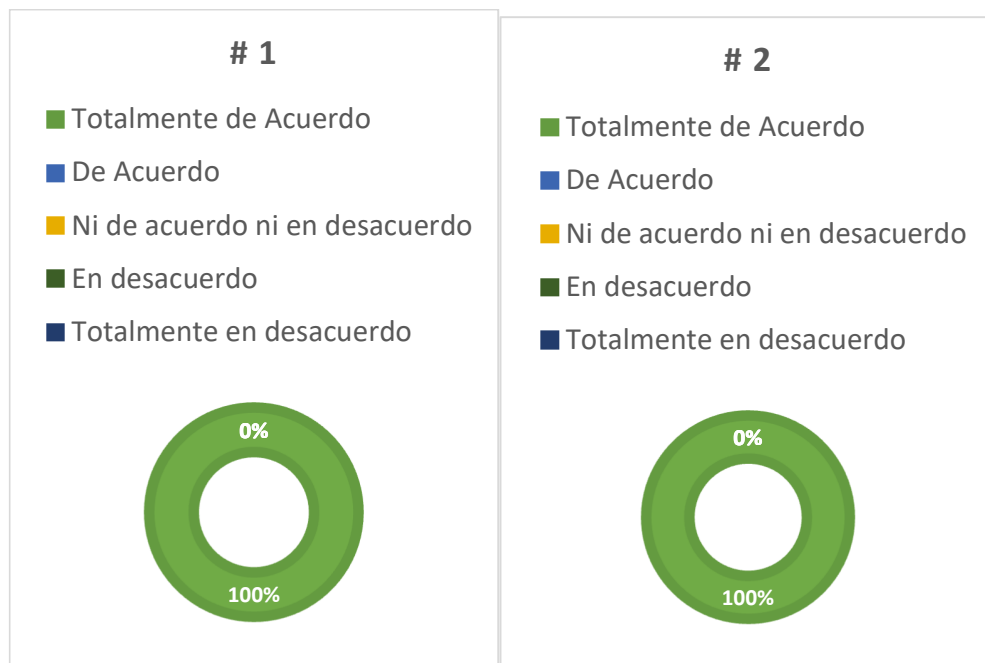 # 1
Totalmente de Acuerdo
De Acuerdo
Ni de acuerdo ni en desacuerdo
En desacuerdo
Totalmente en desacuerdo
0%
100%
# 2
Totalmente de Acuerdo
De Acuerdo
Ni de acuerdo ni en desacuerdo
En desacuerdo
Totalmente en desacuerdo
0%
100%